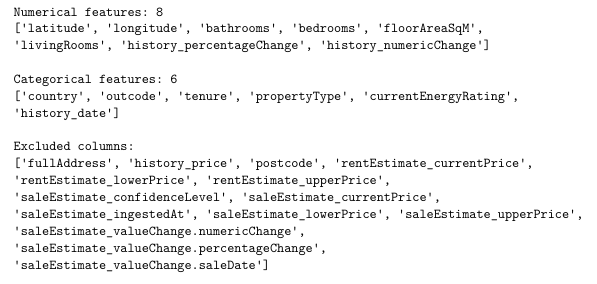 Numerical features: 8
['latitude', 'longitude', 'bathrooms', 'bedrooms', 'floorAreaSqM',
'livingRooms', 'history_percentageChange', 'history_numericChange']
Categorical features: 6
['country', 'outcode', 'tenure', 'propertyType', 'currentEnergyRating',
'history_date']
Excluded columns:
['fullAddress', 'history_price', 'postcode', 'rentEstimate_currentPrice',
'rentEstimate_lowerPrice', 'rentEstimate_upperPrice',
'saleEstimate_confidenceLevel', 'saleEstimate_currentPrice',
'saleEstimate_ingestedAt', 'saleEstimate_lowerPrice', 'saleEstimate_upperPrice',
'saleEstimate_valueChange.numericChange',
'saleEstimate_valueChange.percentageChange',
'saleEstimate_valueChange.saleDate']